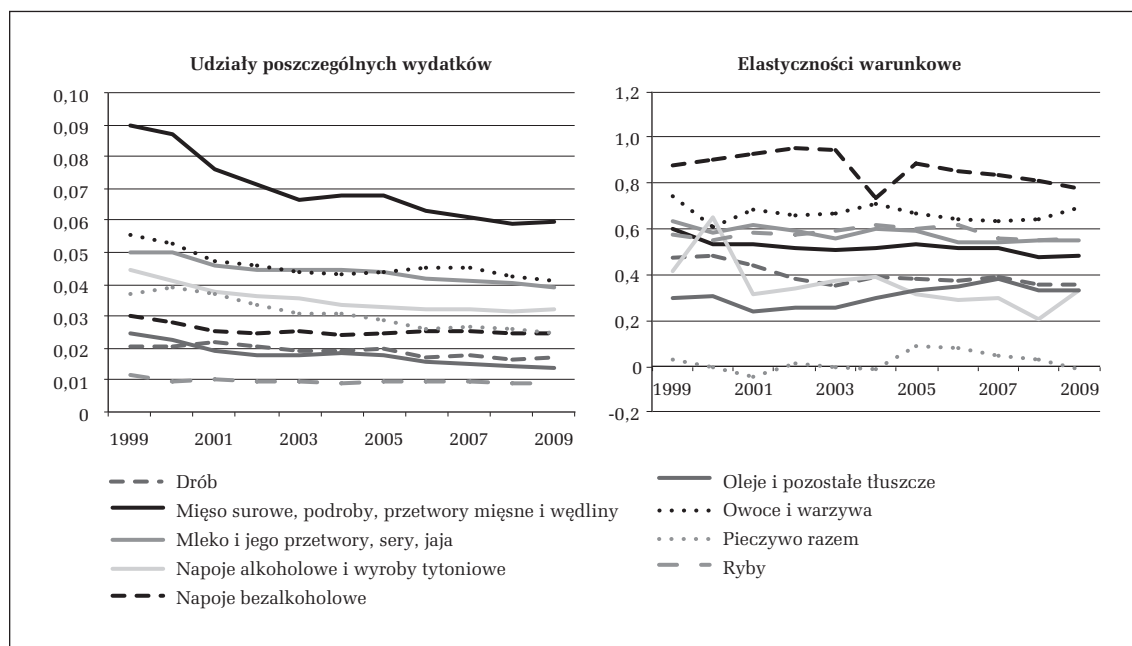 Udziały poszczególnych wydatków
0,10
0,09
0,08
0,07
0,06
0,05
0,04
0,03
0,02
0,01
0
1999 2001 2003 2005 2007 2009
Elastyczności warunkowe
1,2
1,0
0,8
0,6
0,4
0,2
0
-0,2
1999 2001 2003 2005 2007 2009
Drób
Mięso surowe, podroby, przetwory mięsne i wędliny
Mleko i jego przetwory, sery, jaja
Napoje alkoholowe i wyroby tytoniowe
Napoje bezalkoholowe
Oleje i pozostałe tłuszcze
Owoce i warzywa
Pieczywo razem
Ryby